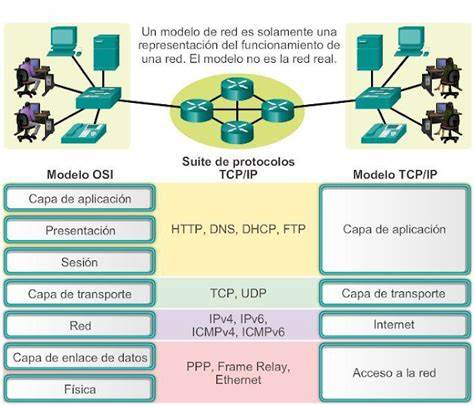 Un modelo de red es solamente una
representación del funcionamiento de
una red. El modelo no es la red real.
Modelo OSI
Suite de protocolos
TCP/IP
Modelo TCP/IP
Capa de aplicación
Presentación
Sesión
HTTP, DNS, DHCP, FTP
Capa de aplicación
Capa de transporte
TCP, UDP
Capa de transporte
Red
IPv4, IPv6,
ICMPv4, ICMPv6
Internet
Capa de enlace de datos
Física
PPP, Frame Relay,
Ethernet
Acceso a la red